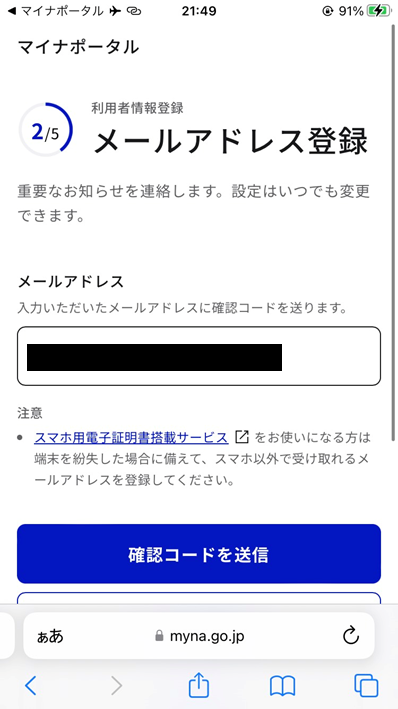 マイナポータル
21:49
91%
マイナポータル
2/5
利用者情報登録
メールアドレス登録
重要なお知らせを連絡します。設定はいつでも変更
できます。
メールアドレス
入力いただいたメールアドレスに確認コードを送ります。
注意
スマホ用電子証明書搭載サービス をお使いになる方は
端末を紛失した場合に備えて、スマホ以外で受け取れるメ
ールアドレスを登録してください。
確認コードを送信
ぁあ
myna.go.jp